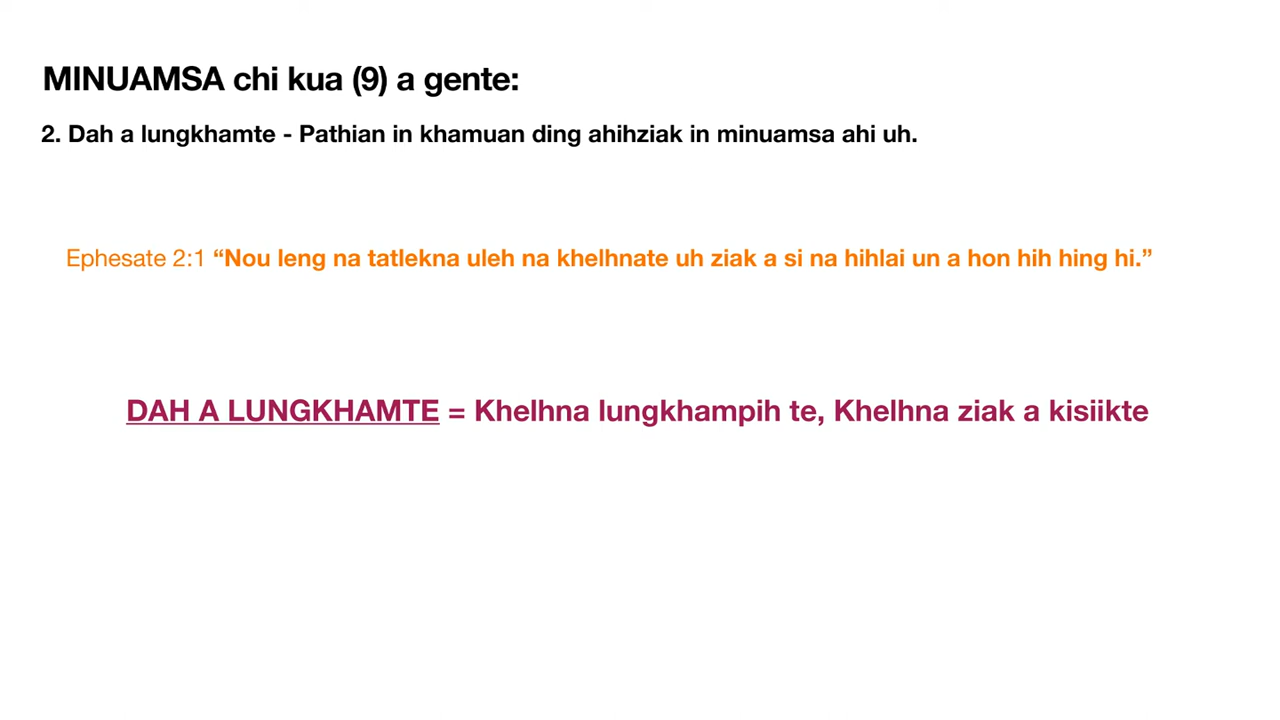 MINUAMSA chi kua (9) a gente:
2. Dah a lungkhamte - Pathian in khamuan ding ahihziak in minuamsa ahi uh.
Ephesate 2:1 “Nou leng na tatlekna uleh na khelhnate uh ziak a si na hihlai un a hon hih hing hi.”
DAH A LUNGKHAMTE = Khelhna lungkhampih te, Khelhna ziak a kisiikte